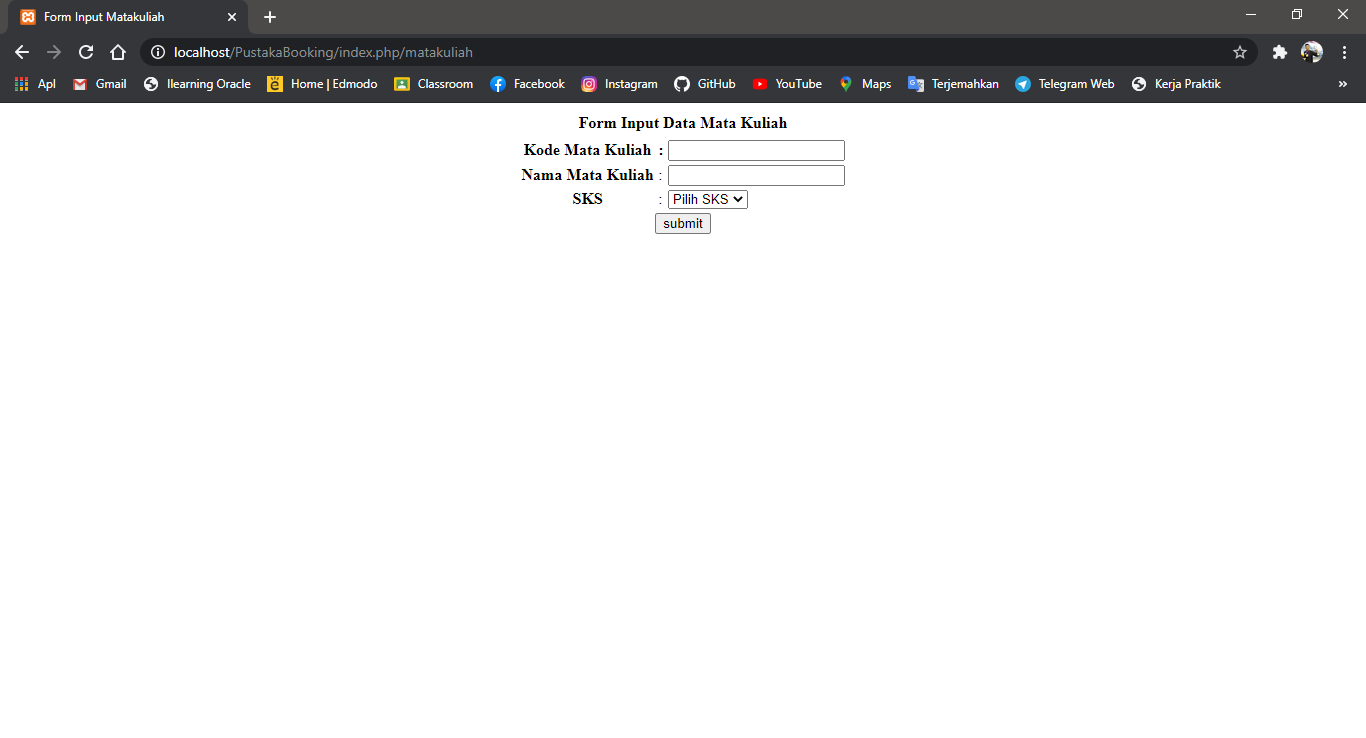 Form Input Matakuliah
localhost/PustakaBooking/index.php/matakuliah
Apl Gmail Ilearning Oracle Home | Edmodo Classroom Facebook Instagram GitHub YouTube Maps Terjemahkan Telegram Web Kerja Praktik »
Form Input Data Mata Kuliah
Kode Mata Kuliah :
Nama Mata Kuliah :
SKS : Pilih SKS
submit